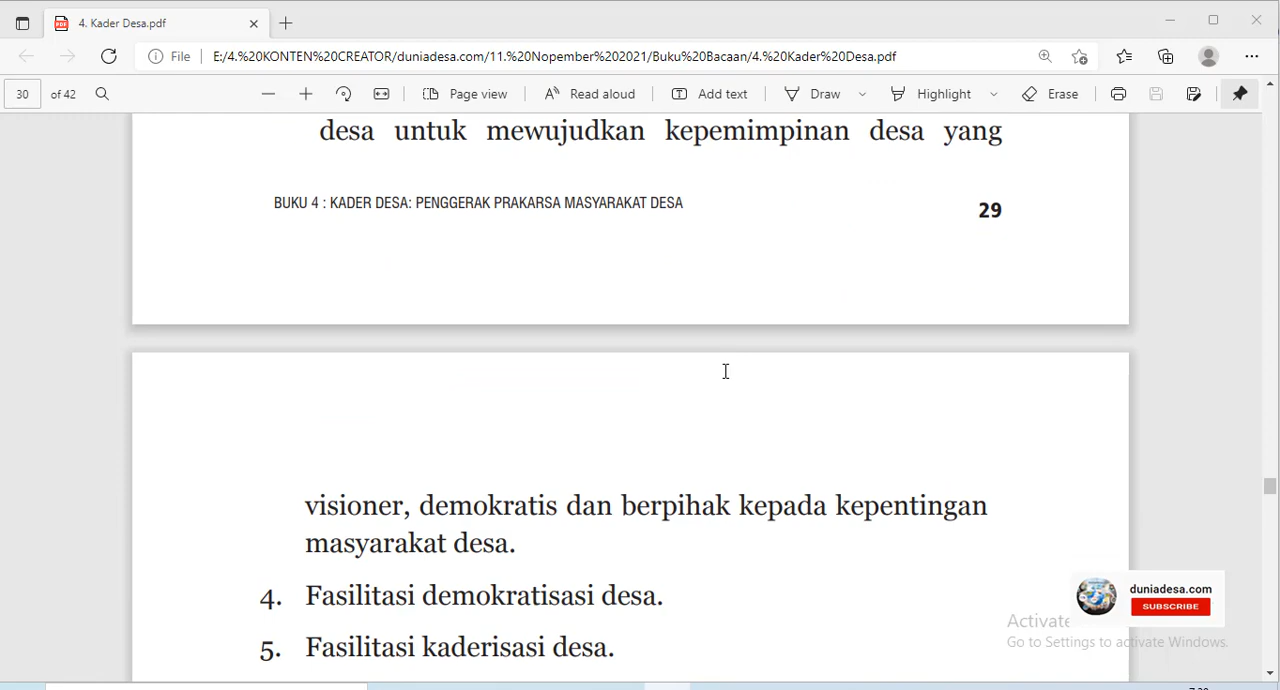 4. Kader Desa.pdf
File
E:/4.%20KONTEN%20CREATOR/duniadesa.com/11.%20Nopember%202021/Buku%20Bacaan/4.%20Kader%20Desa.pdf
30 of 42
Page view
Read aloud
Add text
Draw
Highlight
Erase
desa untuk mewujudkan kepemimpinan desa yang
BUKU 4 : KADER DESA: PENGGERAK PRAKARSA MASYARAKAT DESA
29
visioner, demokratis dan berpihak kepada kepentingan
masyarakat desa.
4. Fasilitasi demokratisasi desa.
5. Fasilitasi kaderisasi desa.
duniadesa.com
SUBSCRIBE
Activate
Go to Settings to activate Windows.